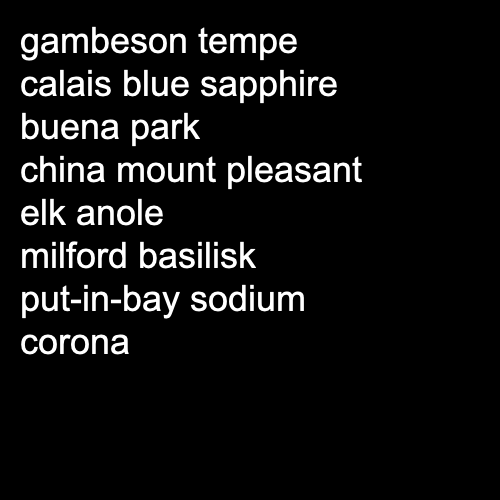 gambeson tempe
calais blue sapphire
buena park
china mount pleasant
elk anole
milford basilisk
put-in-bay sodium
corona